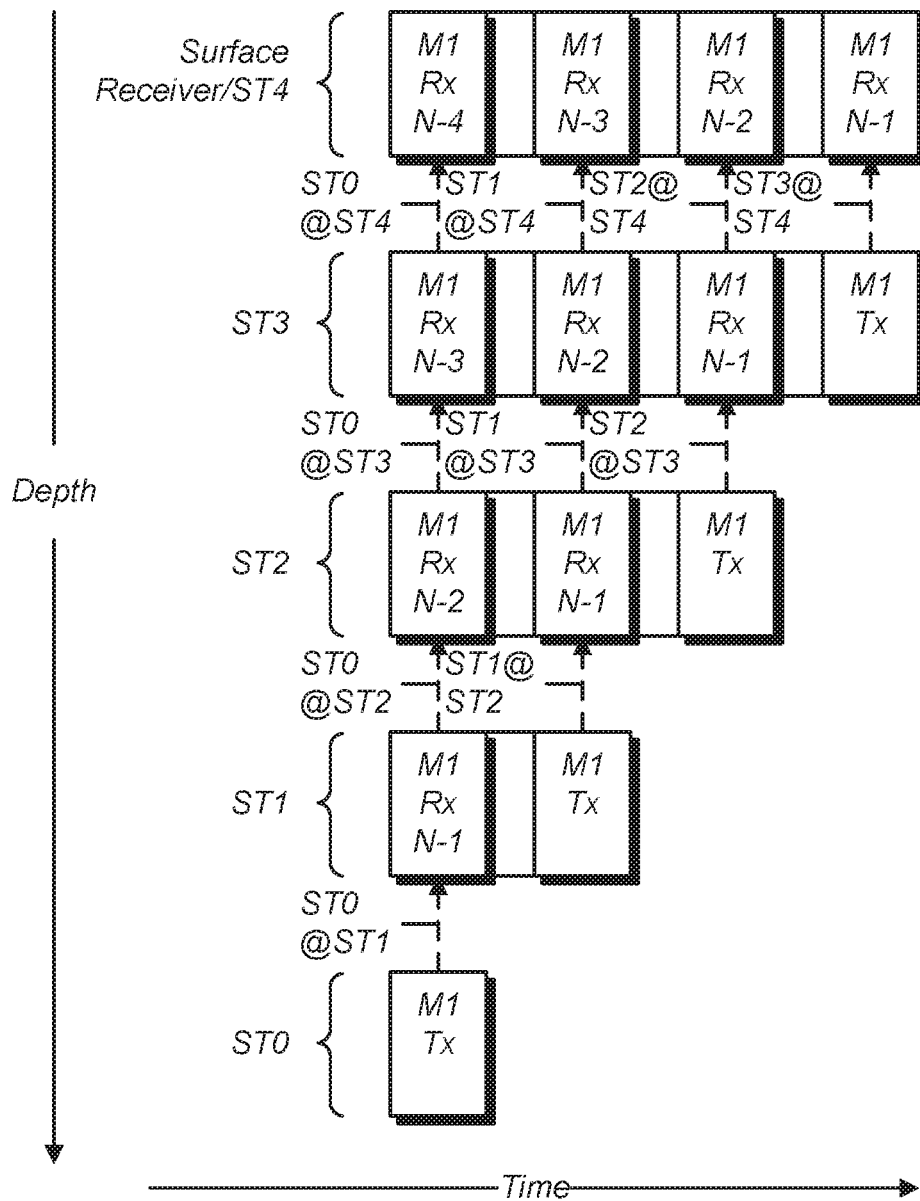 Surface
Receiver/ST4
M1
Rx
N-4
M1
Rx
N-3
M1
Rx
N-2
M1
Rx
N-1
ST0
@ST4
ST1
@ST4
ST2@
ST4
ST3@
ST4
ST3
M1
Rx
N-3
M1
Rx
N-2
M1
Rx
N-1
M1
Tx
ST0
@ST3
ST1
@ST3
ST2
@ST3
Depth
ST2
M1
Rx
N-2
M1
Rx
N-1
M1
Tx
ST0
@ST2
ST1@
ST2
ST1
M1
Rx
N-1
M1
Tx
ST0
@ST1
ST0
M1
Tx
Time